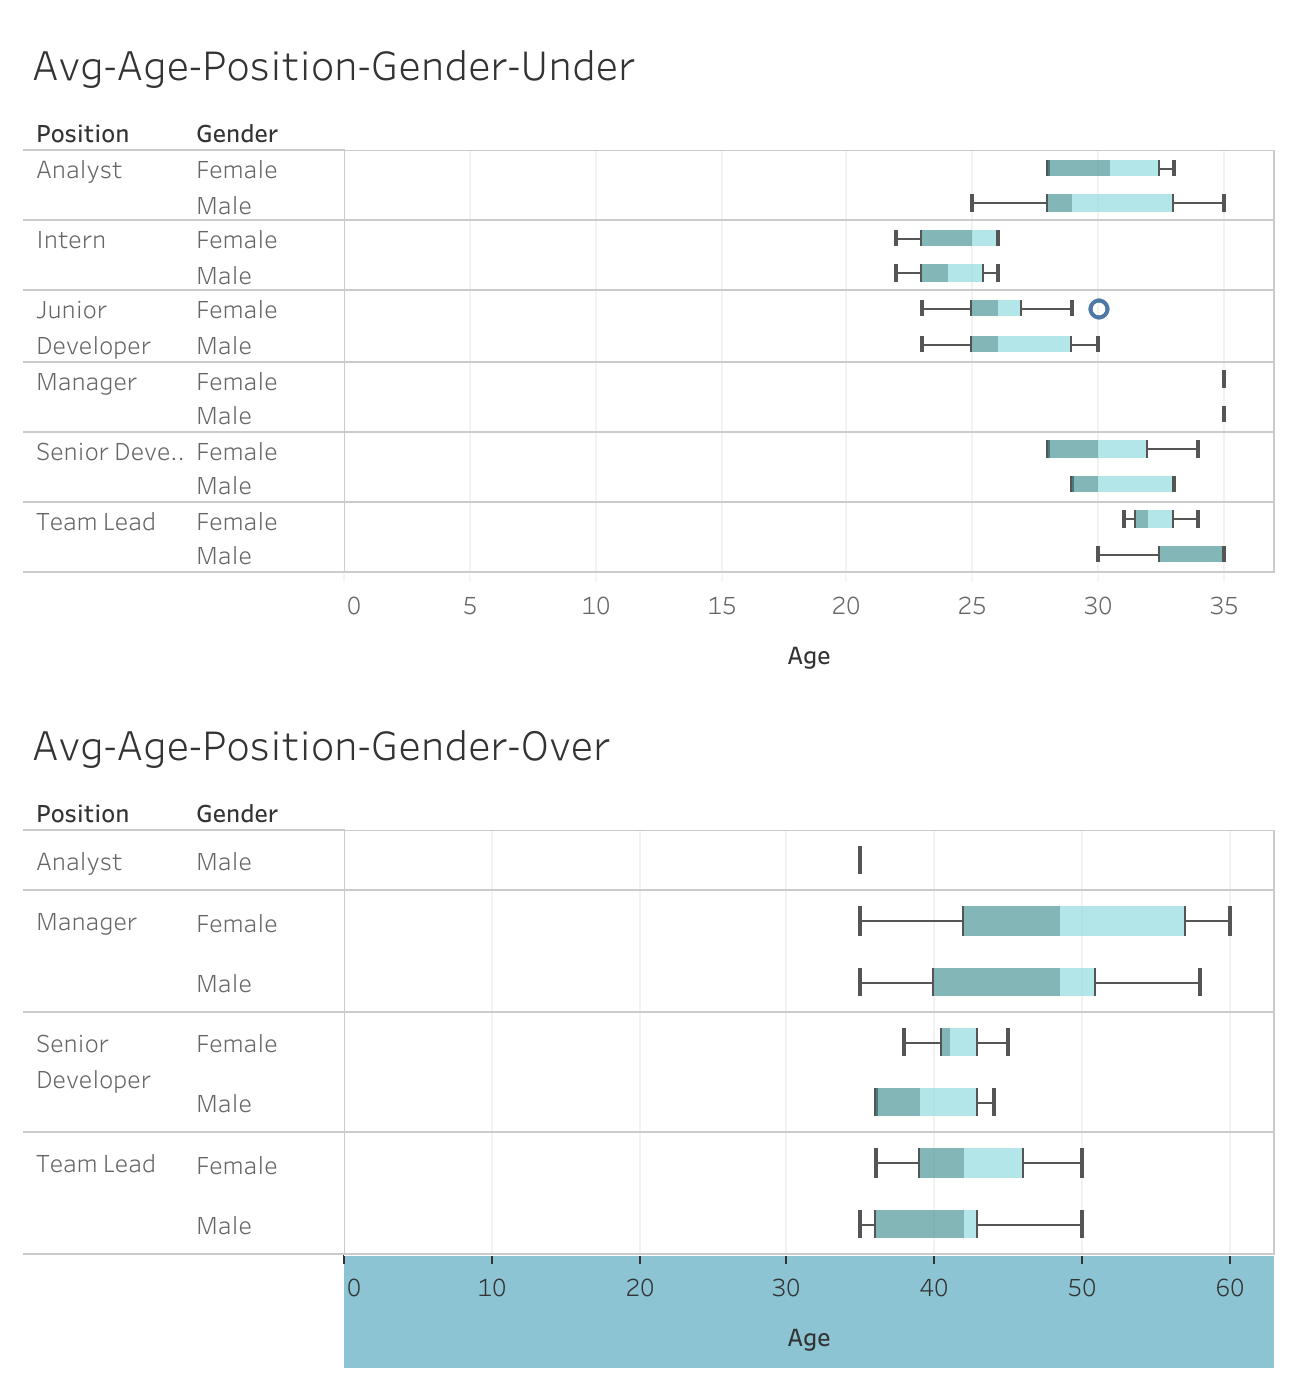 Avg-Age-Position-Gender-Under
Position Gender
Analyst Female
Male
Intern Female
Male
Junior Female
Developer Male
Manager Female
Male
Senior Deve.. Female
Male
Team Lead Female
Male
0 5 10 15 20 25 30 35
Age
Avg-Age-Position-Gender-Over
Position Gender
Analyst Male
Manager Female
Male
Senior Female
Developer
Male
Team Lead Female
Male
0 10 20 30 40 50 60
Age